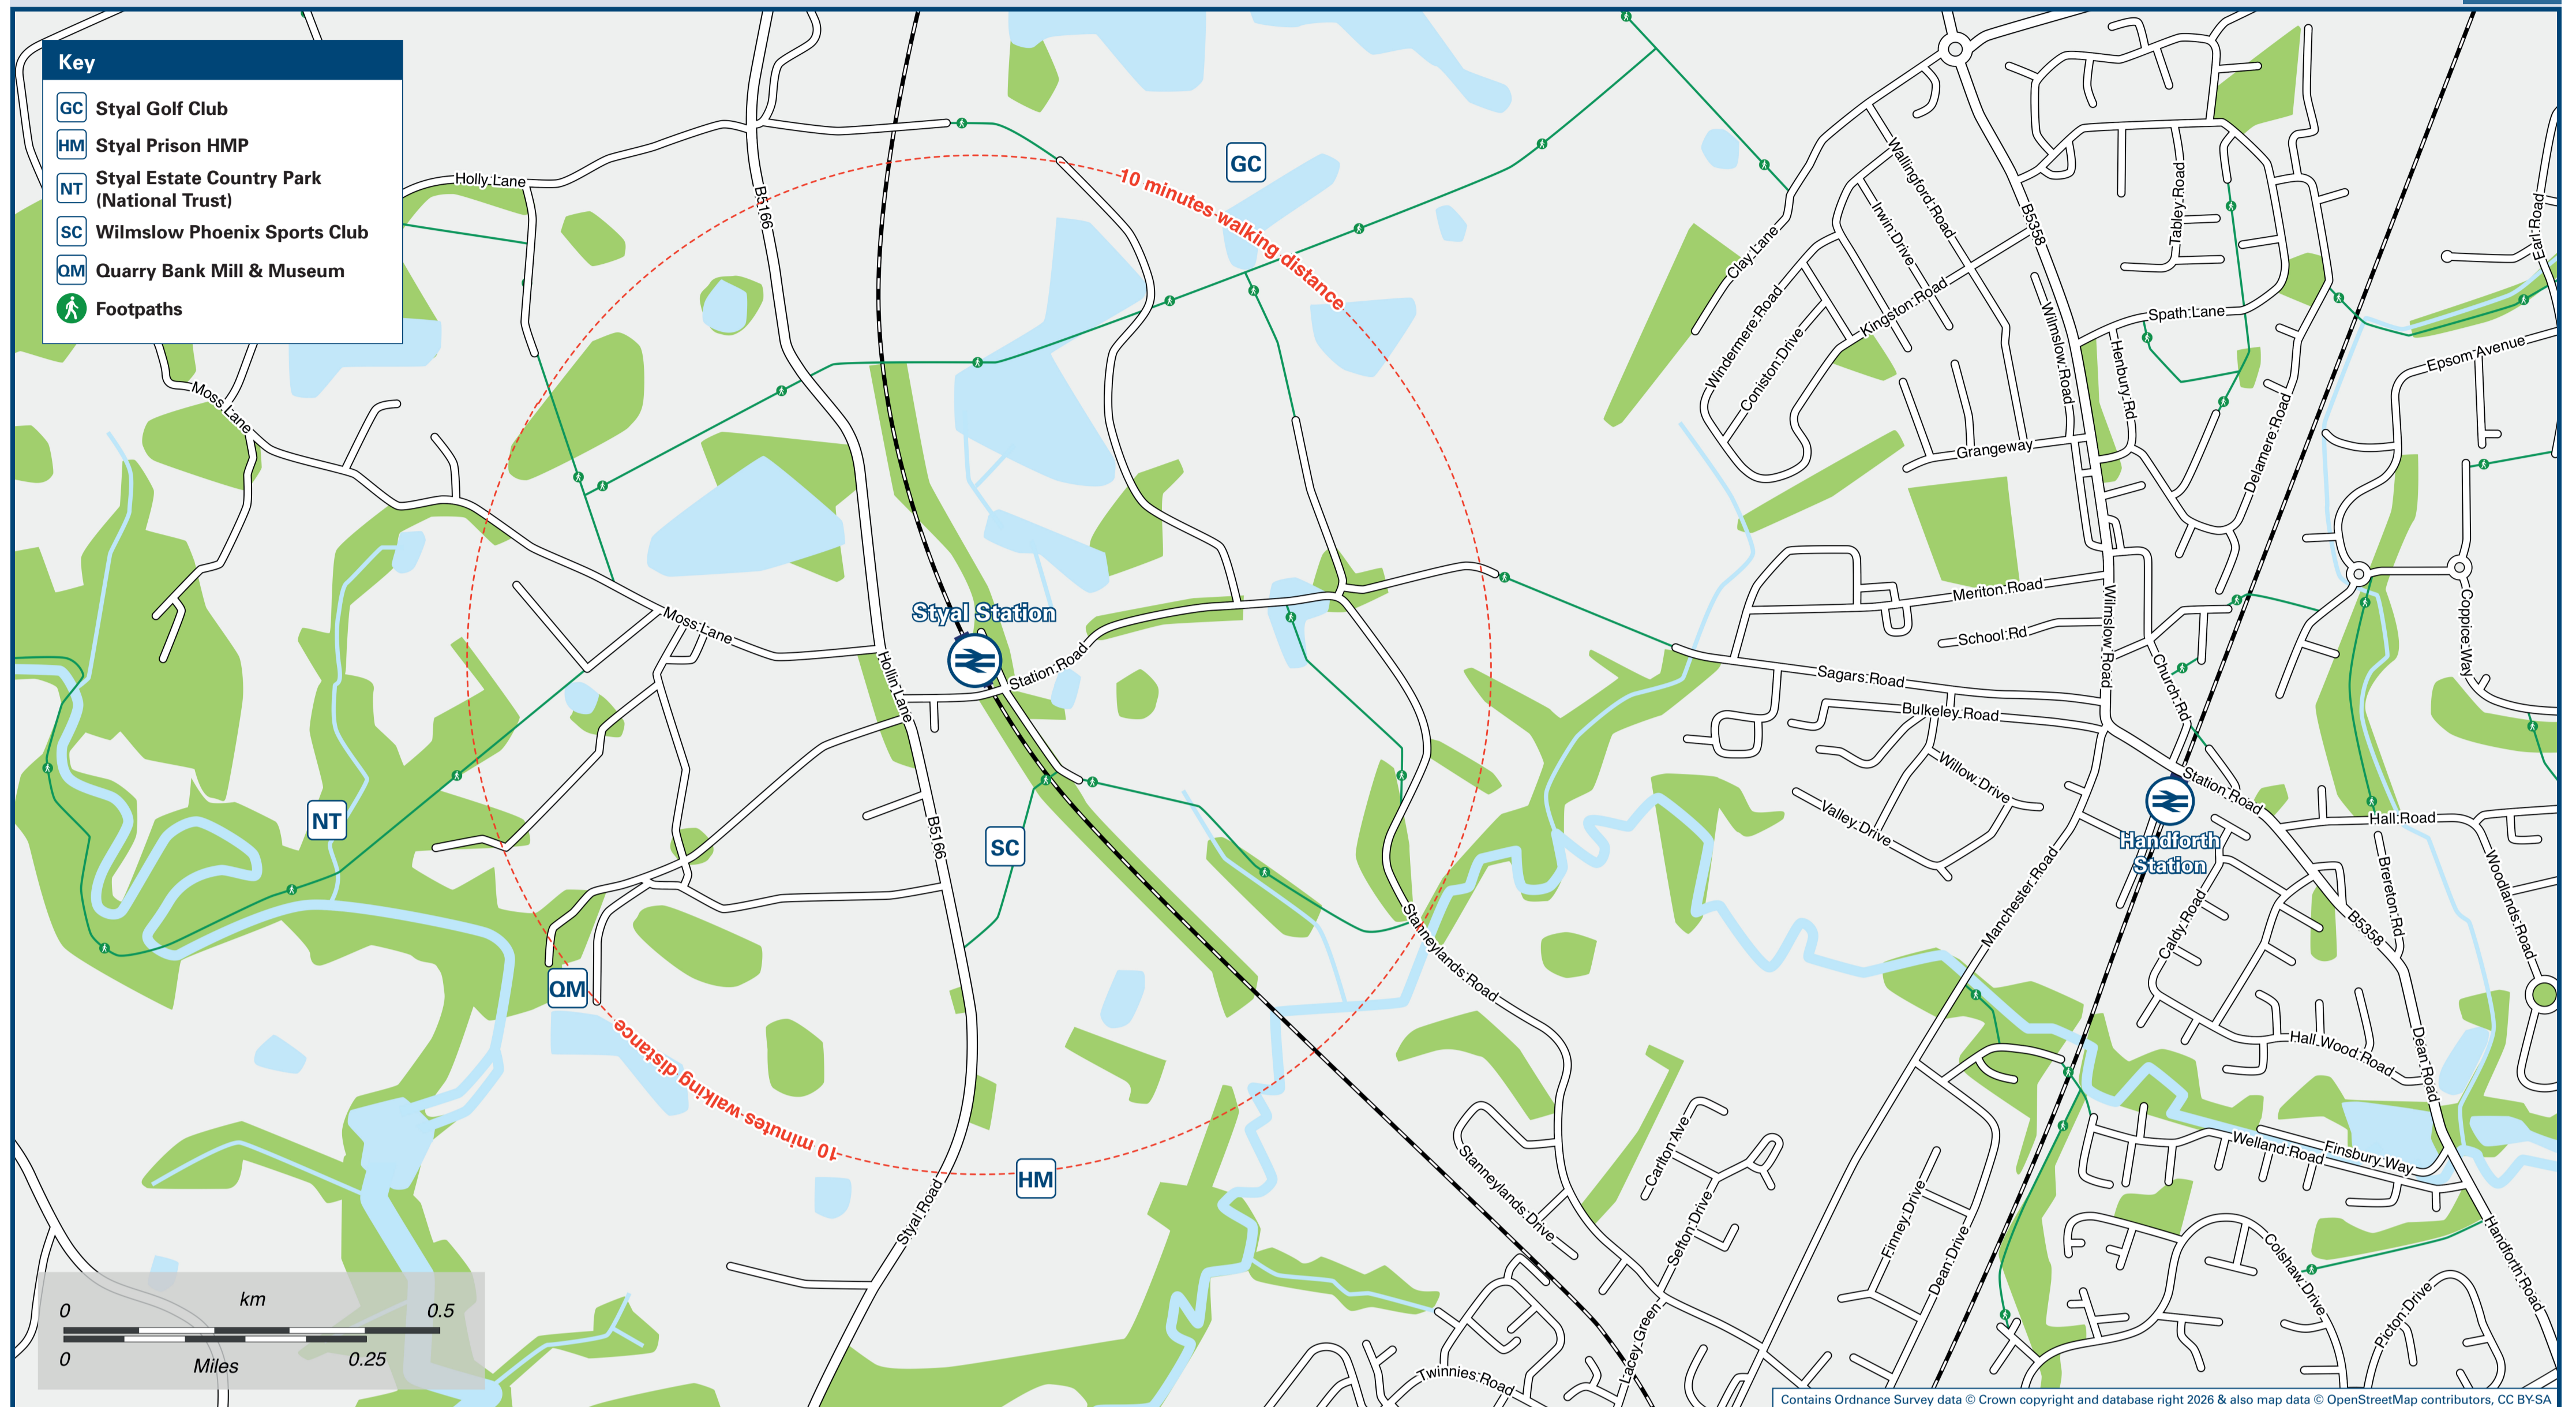 Key
GC Styal Golf Club
HM Styal Prison HMP
NT Styal Estate Country Park
(National Trust)
SC Wilmslow Phoenix Sports Club
QM Quarry Bank Mill & Museum
Footpaths
Holly Lane
B5166
GC
10 minutes walking distance
Moss Lane
Clay Lane
Wallingford Road
Irwin Drive
B5358
Tabley Road
Earl Road
Windermere Road
Coniston Drive
Kingston Road
Wilmslow Road
Spath Lane
Henbury Rd
Epsom Avenue
Grangeway
Delamere Road
Styal Station
Moss Lane
Hollin Lane
Station Road
Meriton Road
School Rd
Wilmslow Road
Coppice Way
Church Rd
Sagars Road
Bulkeley Road
Willow Drive
Valley Drive
Station Road
Handforth
Station
Hall Road
NT
B5166
SC
Manchester Road
Brereton Rd
Woodlands Road
Caldy Road
B5358
Stanneylands Road
QM
10 minutes walking distance
Hall Wood Road
Dean Road
HM
Styal Road
Carlton Ave
Stanneylands Drive
Sefton Drive
Finney Drive
Dean Drive
Welland Road
Finsbury Way
Colshaw Drive
Handforth Road
Picton Drive
Lacey Green
Twinnies Road
0 km 0.5
0 Miles 0.25
Contains Ordnance Survey data © Crown copyright and database right 2026 & also map data © OpenStreetMap contributors, CC BY-SA